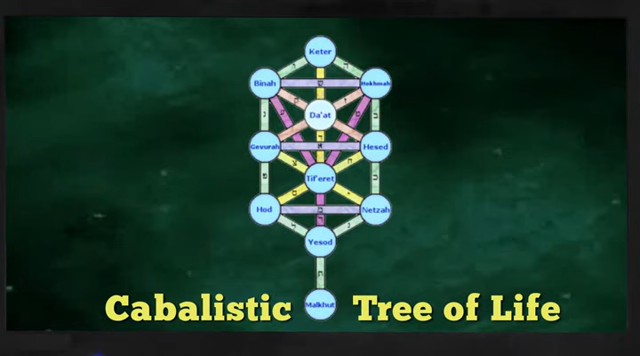 Keter
Binah
Hokhmah
Da'at
Gevurah
Hesed
Tif'eret
Hod
Netzah
Yesod
Malkhut
Cabalistic Tree of Life